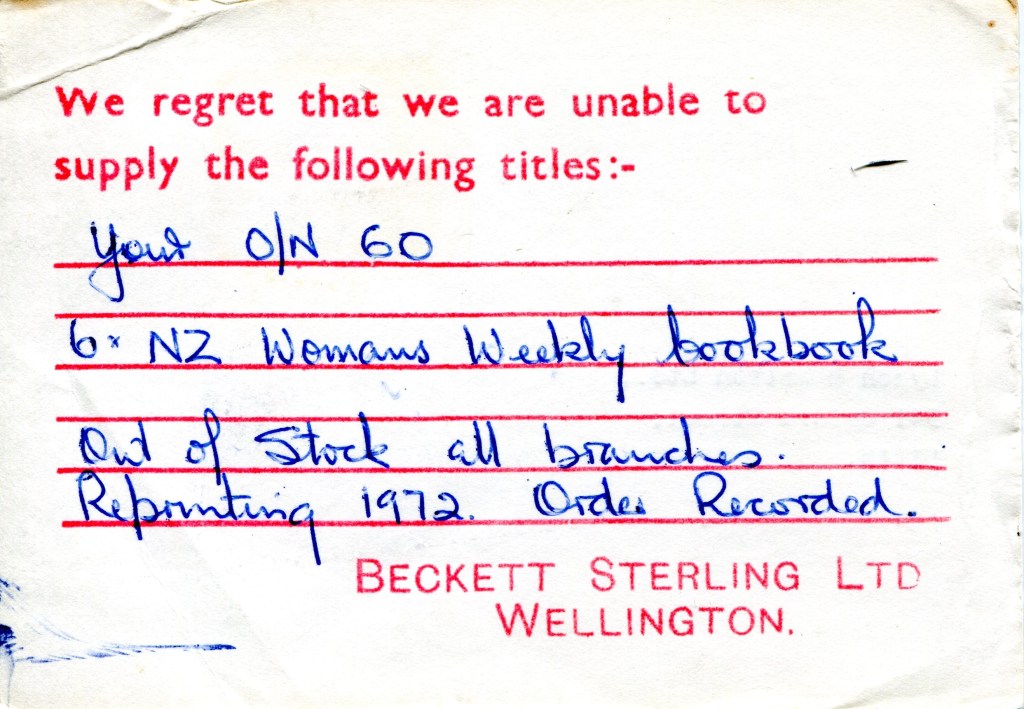 We regret that we are unable to
supply the following titles:-
Your O/N 60
6x NZ Womans Weekly bookbook
Out of Stock all branches.
Reprinting 1972. Order Recorded.
BECKETT STERLING LTD
WELLINGTON.